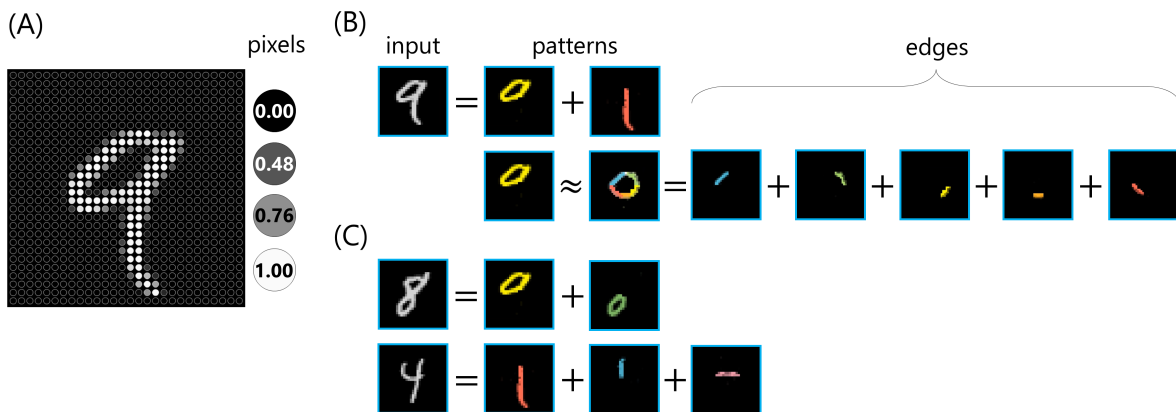 (A)
pixels
0.00
0.48
0.76
1.00
(B)
input patterns edges
= +
≈ = + + + +
(C)
= +
= + +